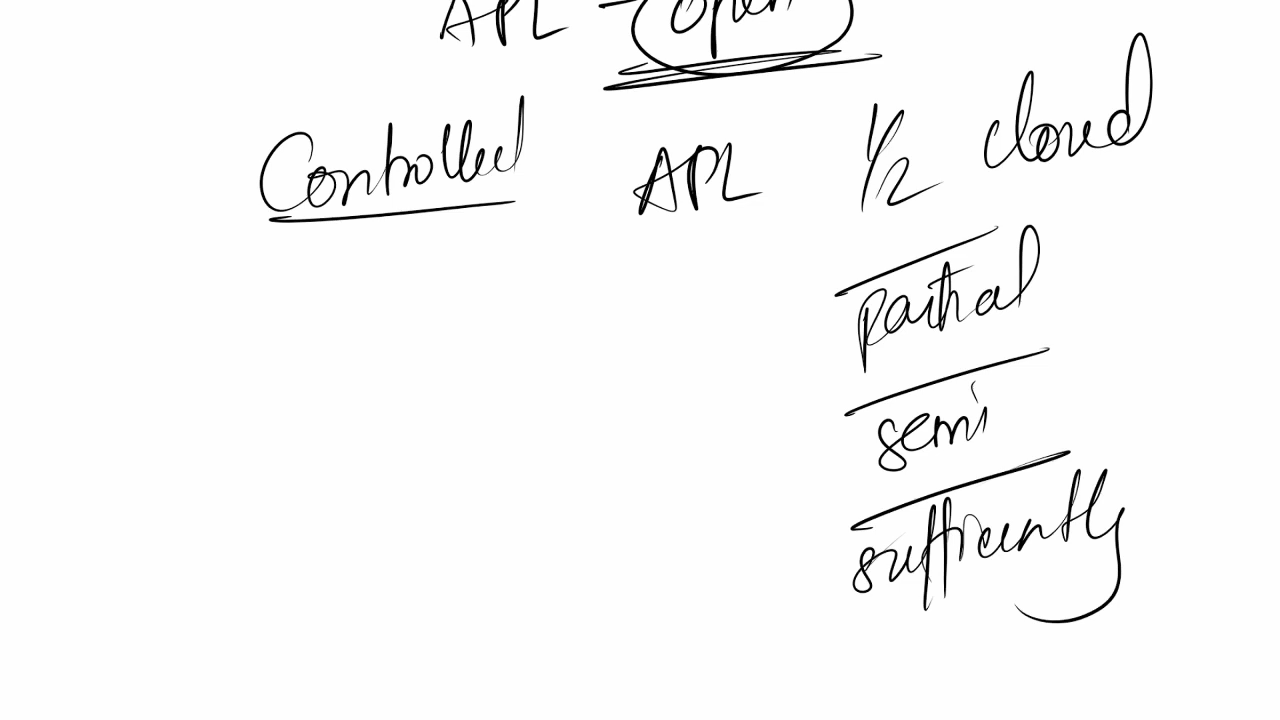 APL - open
Controlled APL 1/2 closed
partial
semi
sufficiently